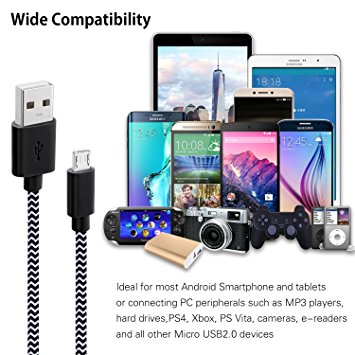 Wide Compatibility
Ideal for most Android Smartphone and tablets
or connecting PC peripherals such as MP3 players,
hard drives,PS4, Xbox, PS Vita, cameras, e-readers
and all other Micro USB2.0 devices